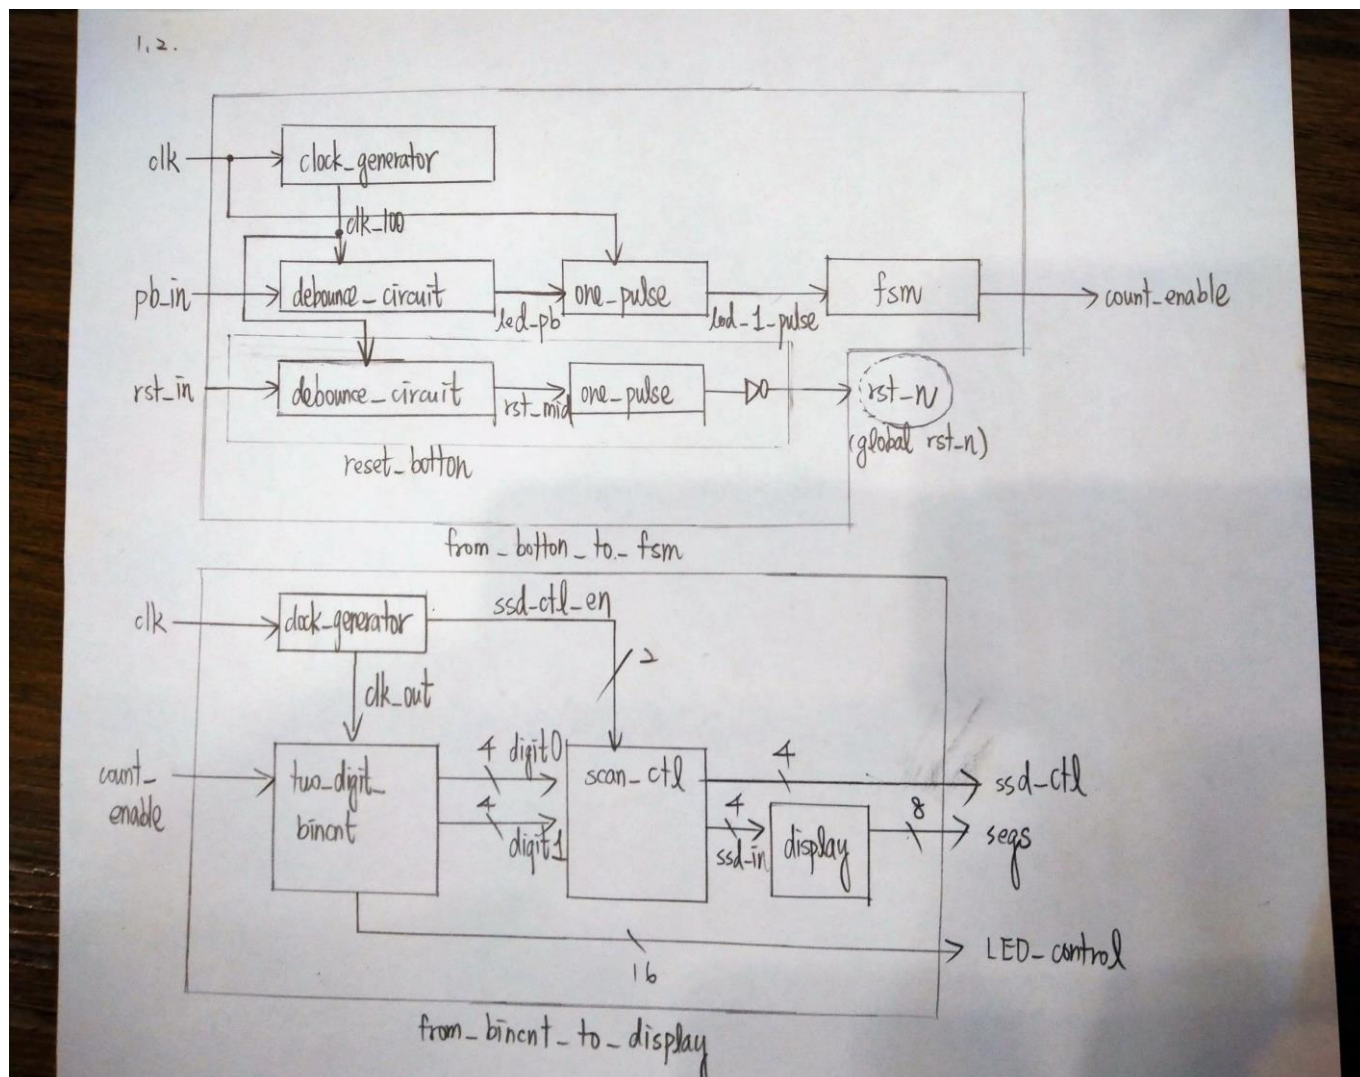 1.2.
clk
clock_generator
clk_100
pb_in
debounce_circuit
led_pb
one_pulse
led_1_pulse
fsm
count_enable
rst_in
debounce_circuit
rst_mid
one_pulse
rst_n
(global rst_n)
reset_botton
from_botton_to_fsm
clk
clock_generator
ssd_ctl_en
2
clk_out
count_
enable
two_digit_
bincnt
4 digit0
4
digit1
scan_ctl
4
ssd_ctl
4
ssd_in
display
8
segs
16
LED_control
from_bincnt_to_display